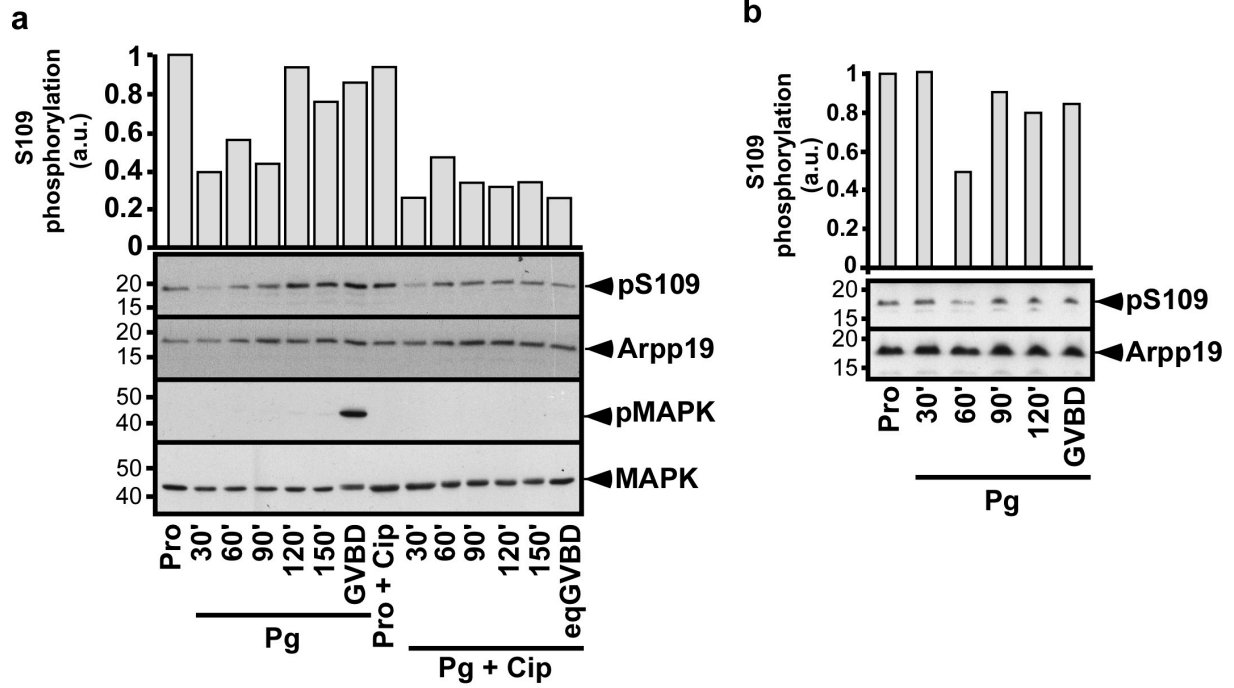 a
S109
phosphorylation
(a.u.)
1
0.8
0.6
0.4
0.2
0
20
15
pS109
20
15
Arpp19
50
40
pMAPK
50
40
MAPK
Pro
30'
60'
90'
120'
150'
GVBD
Pro + Cip
30'
60'
90'
120'
150'
eqGVBD
Pg
Pg + Cip
b
S109
phosphorylation
(a.u.)
1
0.8
0.6
0.4
0.2
0
20
15
pS109
20
15
Arpp19
Pro
30'
60'
90'
120'
GVBD
Pg